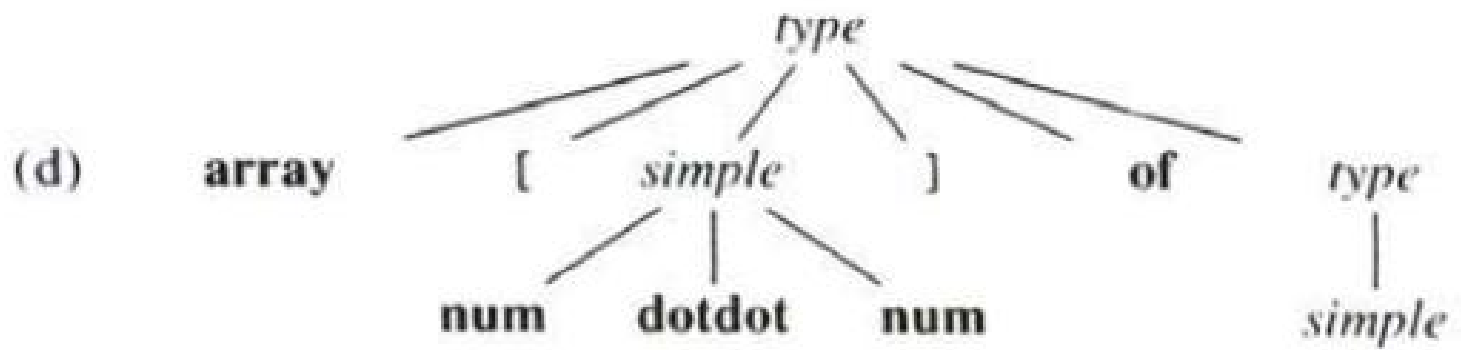 type
(d) array [ simple ] of type
num dotdot num simple